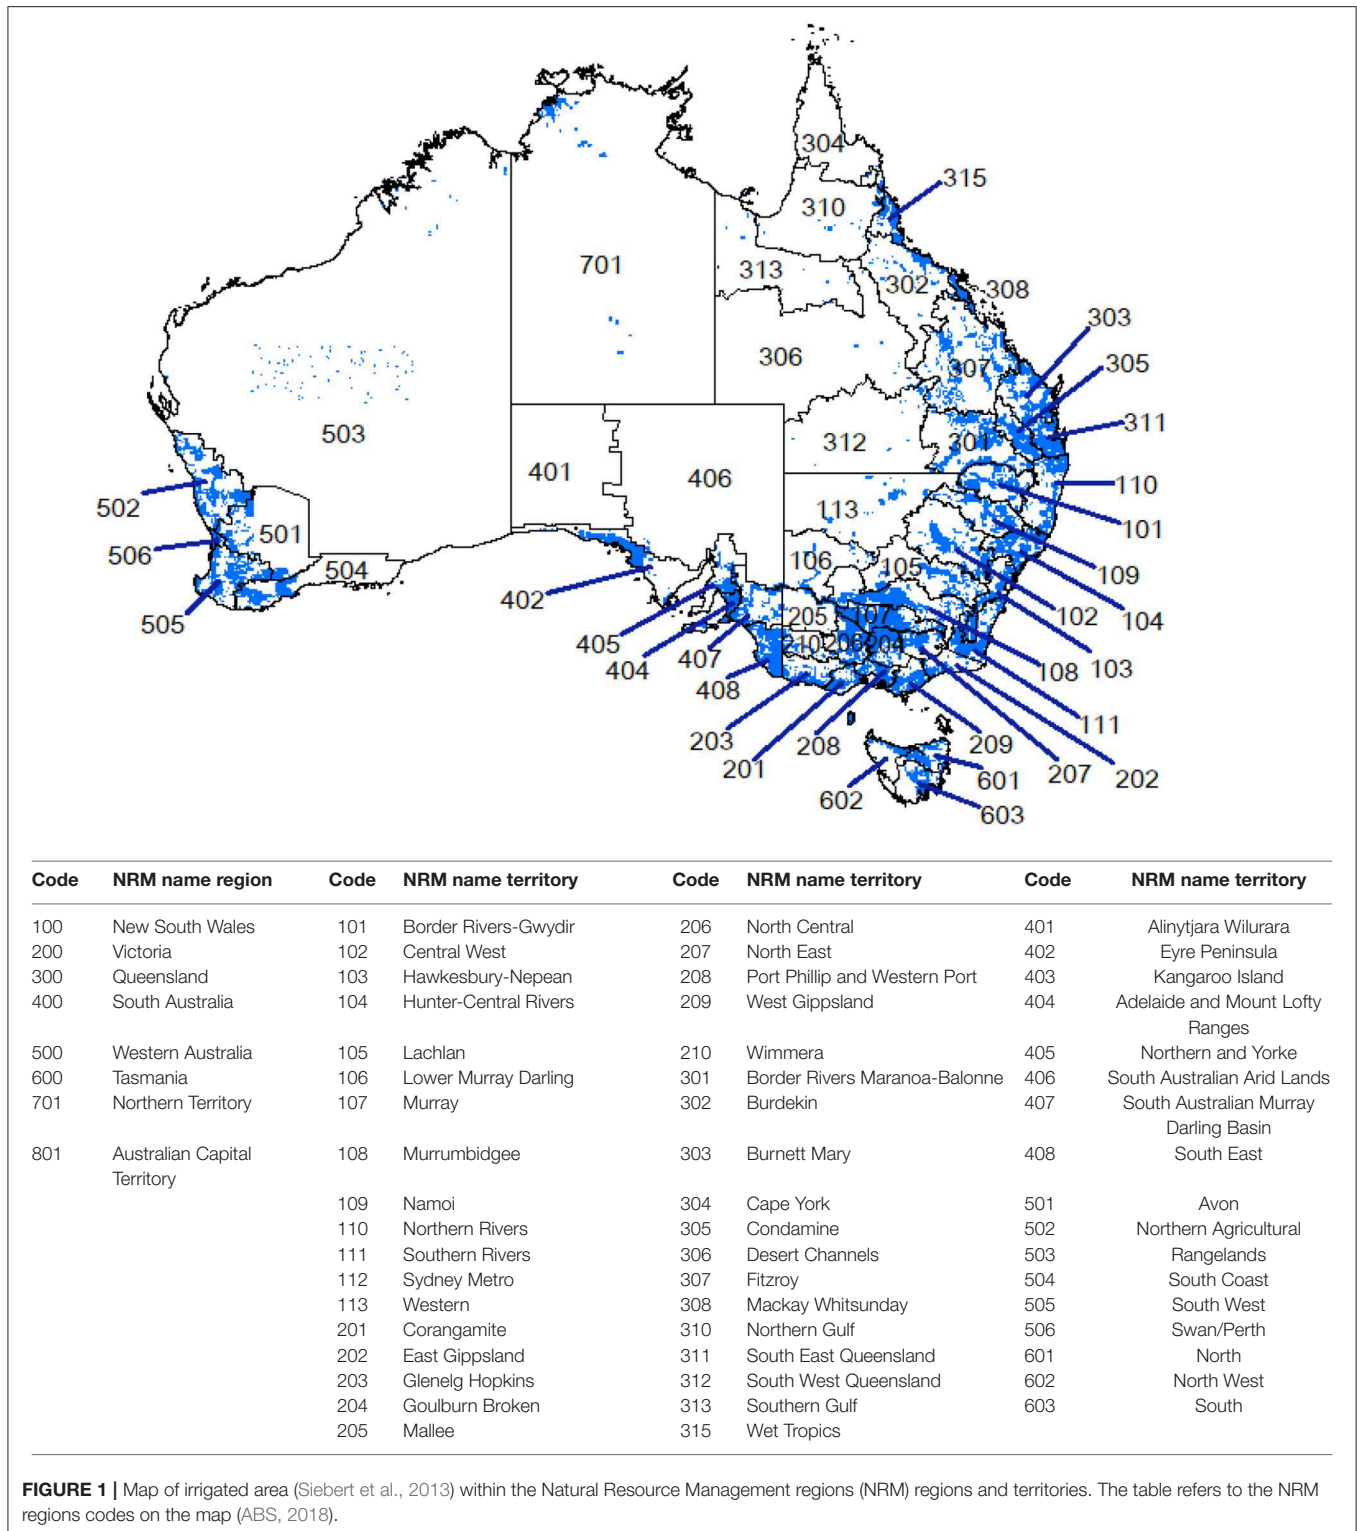 304
315
310
701
313
302
308
303
306
307
305
503
312
301
311
401
406
502
113
110
501
101
506
504
106
105
109
402
205
107
102
104
505
405
210
206
204
404
407
108
103
408
203
208
209
111
201
601
207
202
602
603
Code NRM name region Code NRM name territory Code NRM name territory Code NRM name territory
100 New South Wales 101 Border Rivers-Gwydir 206 North Central 401 Alinytjara Wilurara
200 Victoria 102 Central West 207 North East 402 Eyre Peninsula
300 Queensland 103 Hawkesbury-Nepean 208 Port Phillip and Western Port 403 Kangaroo Island
400 South Australia 104 Hunter-Central Rivers 209 West Gippsland 404 Adelaide and Mount Lofty
Ranges
500 Western Australia 105 Lachlan 210 Wimmera 405 Northern and Yorke
600 Tasmania 106 Lower Murray Darling 301 Border Rivers Maranoa-Balonne 406 South Australian Arid Lands
701 Northern Territory 107 Murray 302 Burdekin 407 South Australian Murray
Darling Basin
801 Australian Capital 108 Murrumbidgee 303 Burnett Mary 408 South East
Territory
109 Namoi 304 Cape York 501 Avon
110 Northern Rivers 305 Condamine 502 Northern Agricultural
111 Southern Rivers 306 Desert Channels 503 Rangelands
112 Sydney Metro 307 Fitzroy 504 South Coast
113 Western 308 Mackay Whitsunday 505 South West
201 Corangamite 310 Northern Gulf 506 Swan/Perth
202 East Gippsland 311 South East Queensland 601 North
203 Glenelg Hopkins 312 South West Queensland 602 North West
204 Goulburn Broken 313 Southern Gulf 603 South
205 Mallee 315 Wet Tropics
FIGURE 1 | Map of irrigated area (Siebert et al., 2013) within the Natural Resource Management regions (NRM) regions and territories. The table refers to the NRM
regions codes on the map (ABS, 2018).